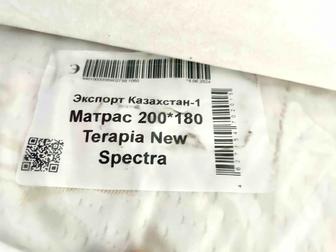 Э
Экспорт Казахстан-1
Матрас 200*180
Terapia New
Spectra